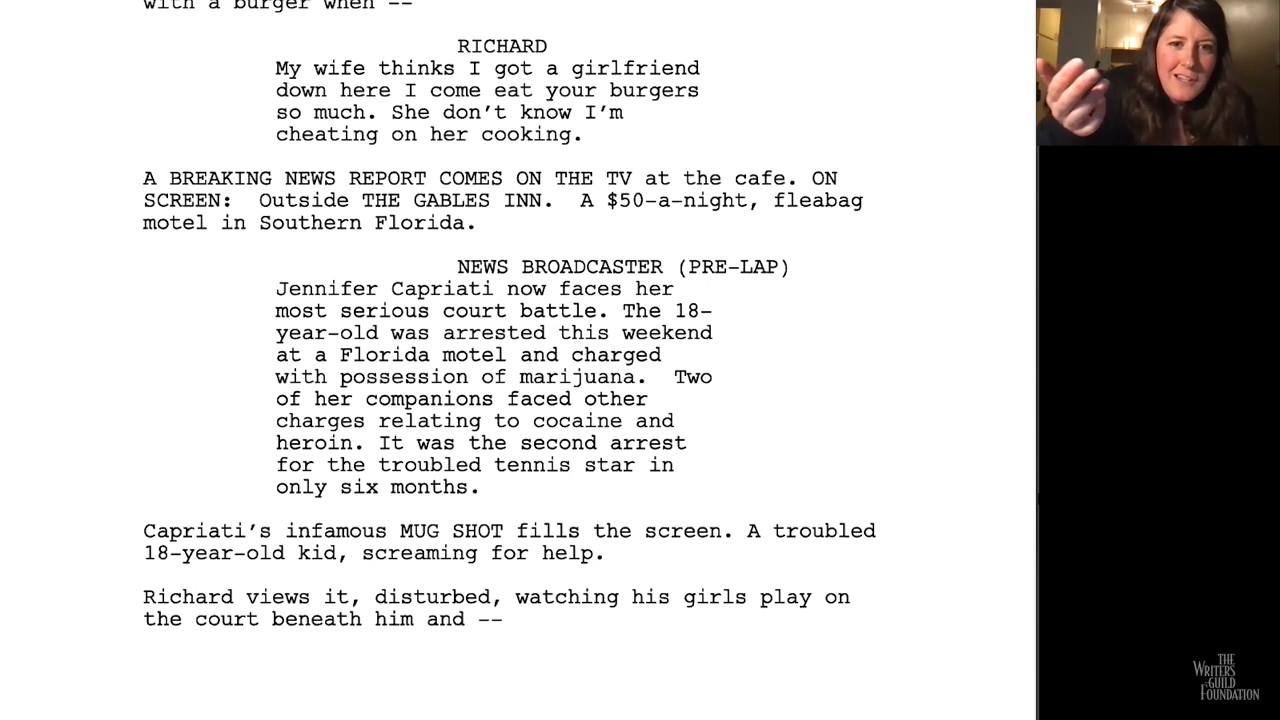 with a burger when --
RICHARD
My wife thinks I got a girlfriend
down here I come eat your burgers
so much. She don't know I'm
cheating on her cooking.
A BREAKING NEWS REPORT COMES ON THE TV at the cafe. ON
SCREEN:  Outside THE GABLES INN.  A $50-a-night, fleabag
motel in Southern Florida.
NEWS BROADCASTER (PRE-LAP)
Jennifer Capriati now faces her
most serious court battle. The 18-
year-old was arrested this weekend
at a Florida motel and charged
with possession of marijuana.  Two
of her companions faced other
charges relating to cocaine and
heroin. It was the second arrest
for the troubled tennis star in
only six months.
Capriati's infamous MUG SHOT fills the screen. A troubled
18-year-old kid, screaming for help.
Richard views it, disturbed, watching his girls play on
the court beneath him and --
THE
WRITERS
GUILD
FOUNDATION